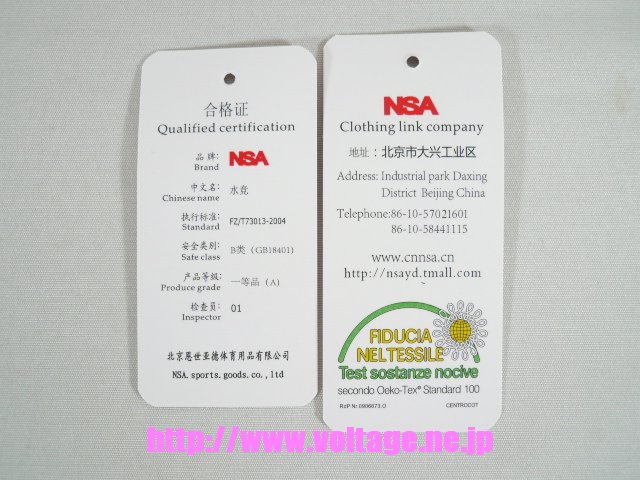 合格证
Qualified certification
品 牌:
Brand
NSA
中文名:
Chinese name
水竞
执行标准:
Standard
FZ/T73013-2004
安全类别:
Safe class
B类（GB18401）
产品等级:
Produce grade
一等品（A）
检查员:
Inspector
01
北京恩世亚德体育用品有限公司
NSA.sports.goods.co.,ltd
NSA
Clothing link company
地址：北京市大兴工业区
Address: Industrial park Daxing
District Beijing China
Telephone:86-10-57021601
86-10-58441115
www.cnnsa.cn
http://nsayd.tmall.com
~
FIDUCIA
NELTESSILE
Test sostanze nocive
secondo Oeko-Tex® Standard 100
CENTROCOT
http://www.voltage.ne.jp